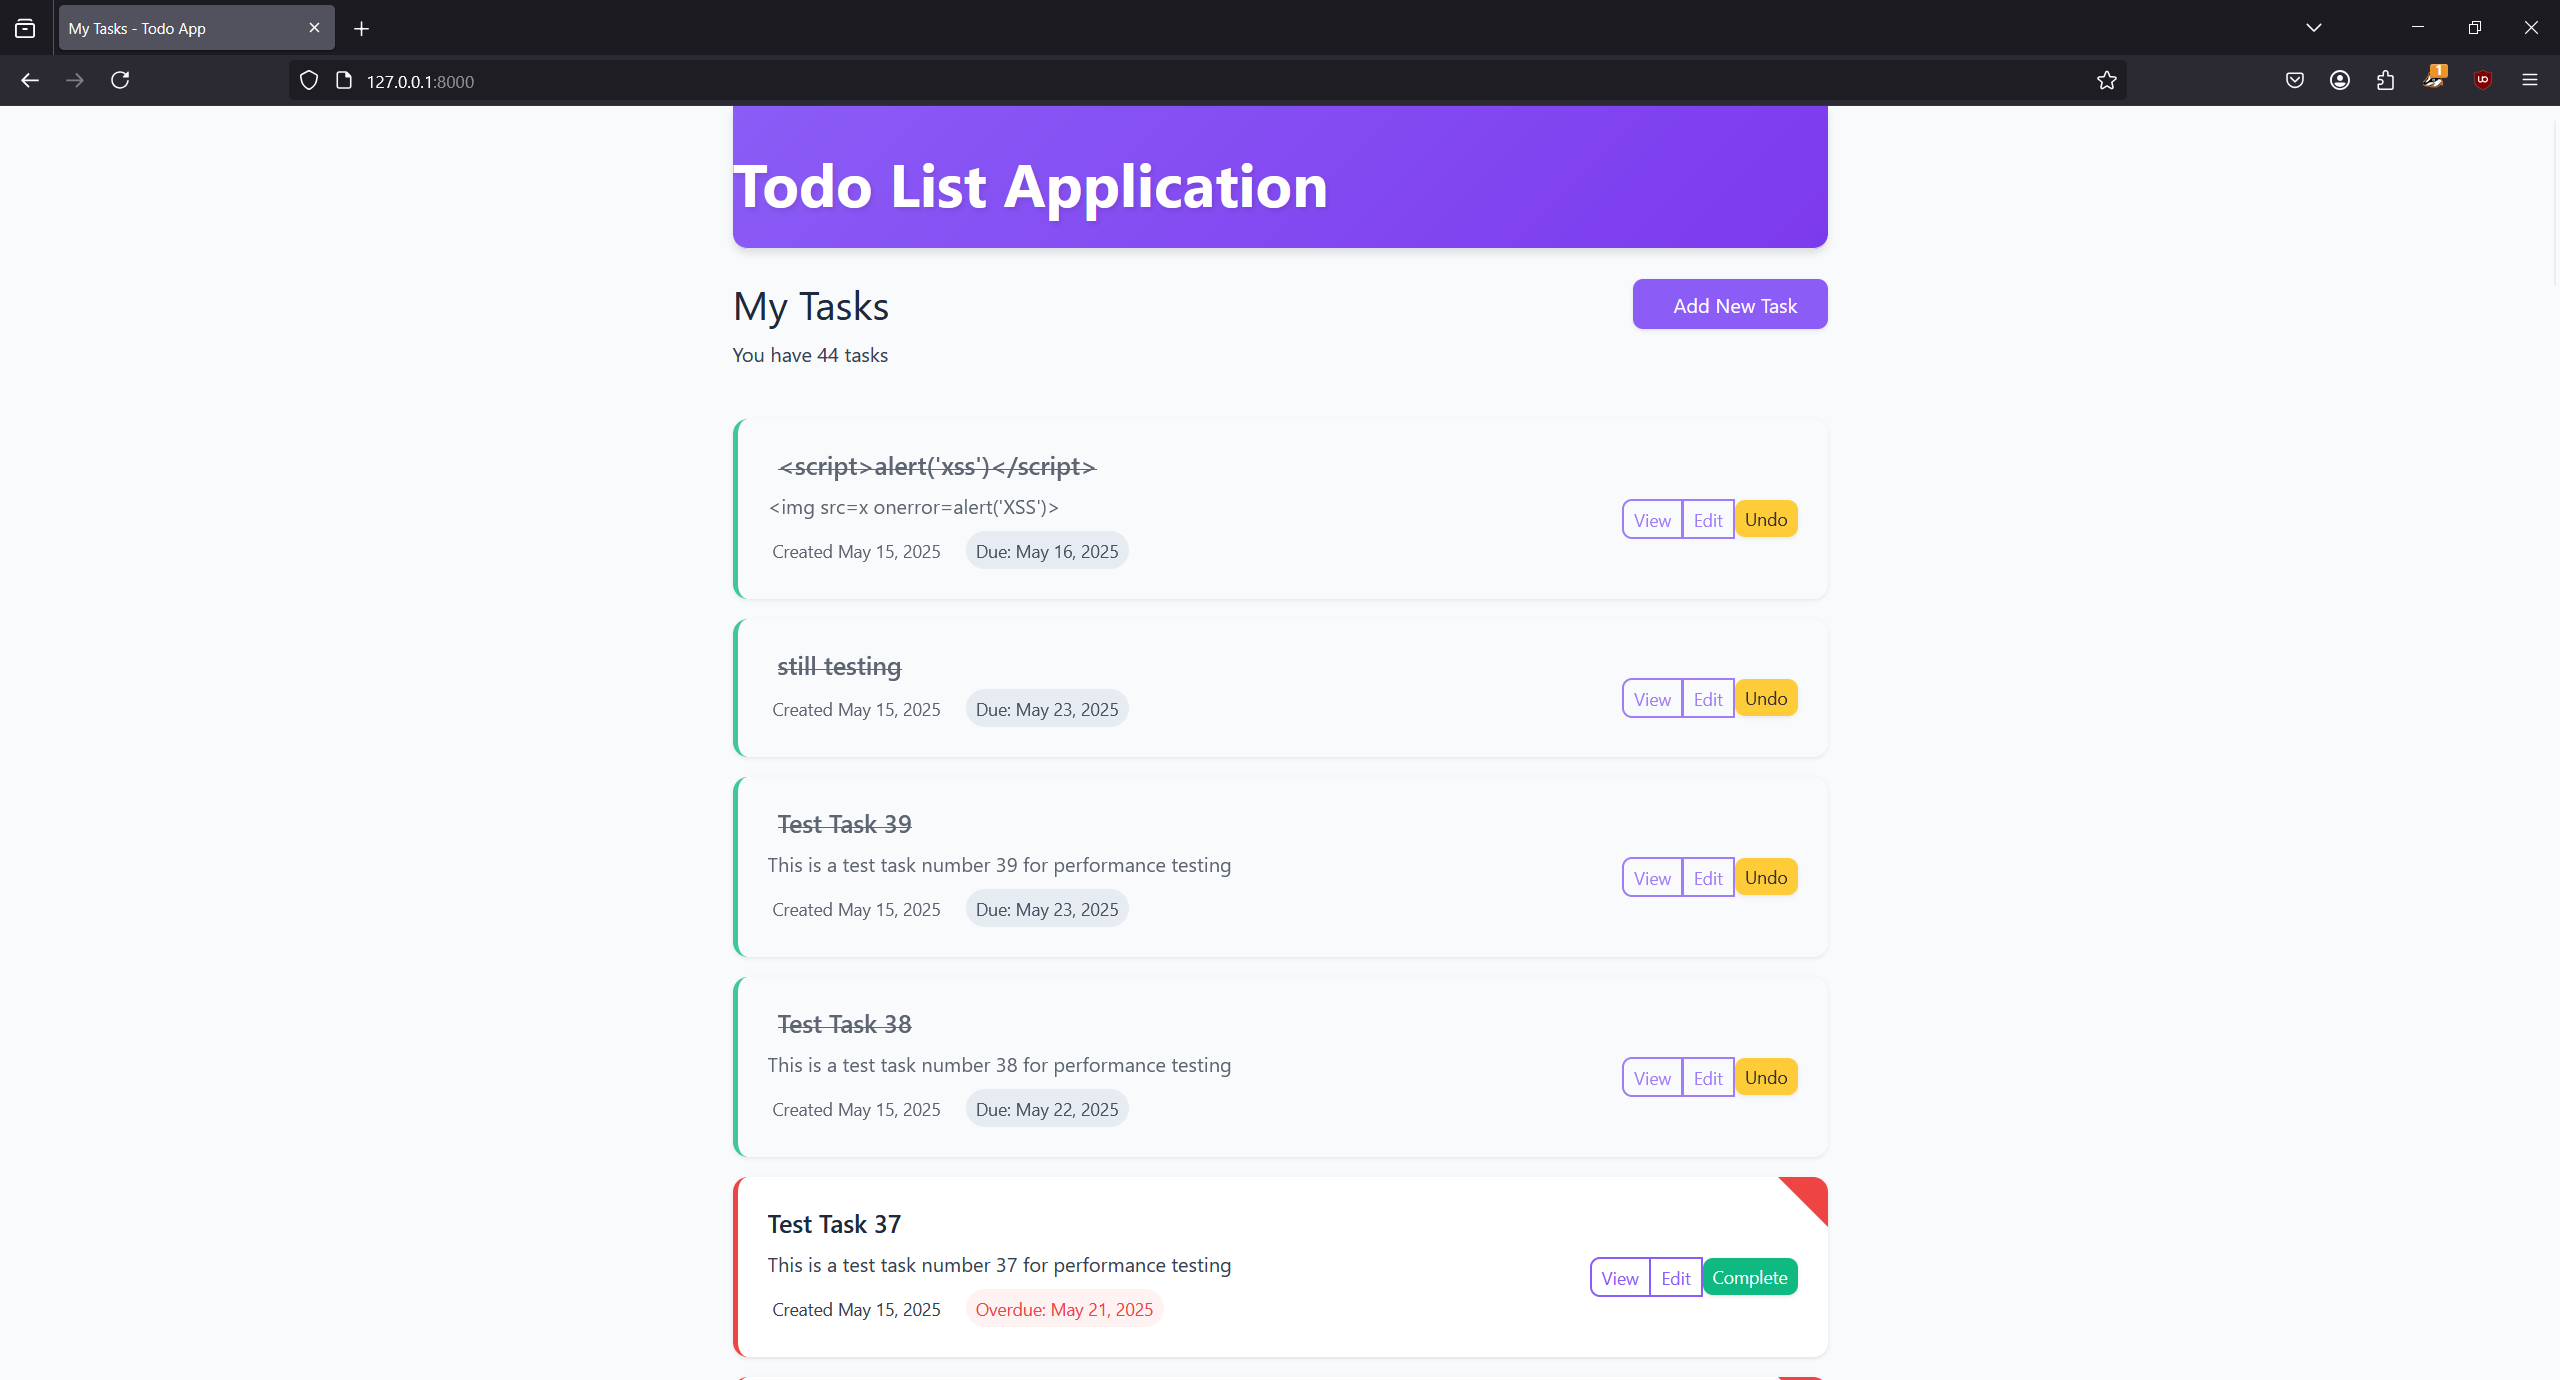 My Tasks - Todo App
127.0.0.1:8000
1
Todo List Application
My Tasks
Add New Task
You have 44 tasks
<script>alert('xss')</script>
<img src=x onerror=alert('XSS')>
View Edit Undo
Created May 15, 2025 Due: May 16, 2025
still testing
View Edit Undo
Created May 15, 2025 Due: May 23, 2025
Test Task 39
This is a test task number 39 for performance testing
View Edit Undo
Created May 15, 2025 Due: May 23, 2025
Test Task 38
This is a test task number 38 for performance testing
View Edit Undo
Created May 15, 2025 Due: May 22, 2025
Test Task 37
This is a test task number 37 for performance testing
View Edit Complete
Created May 15, 2025 Overdue: May 21, 2025